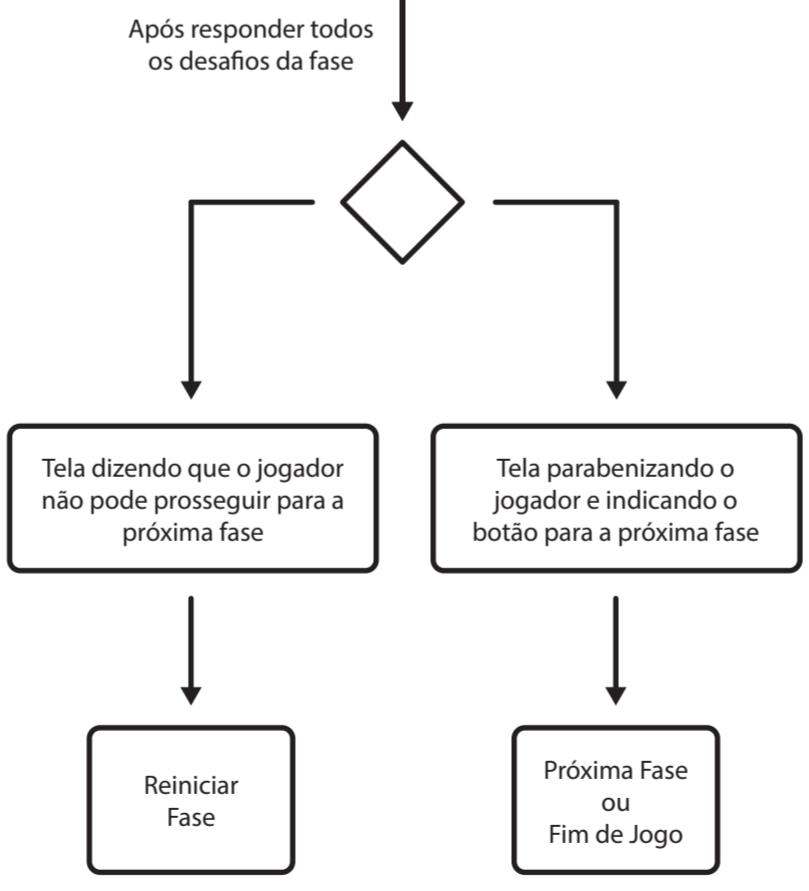 Após responder todos
os desafios da fase
Tela dizendo que o jogador
não pode prosseguir para a
próxima fase
Tela parabenizando o
jogador e indicando o
botão para a próxima fase
Reiniciar
Fase
Próxima Fase
ou
Fim de Jogo